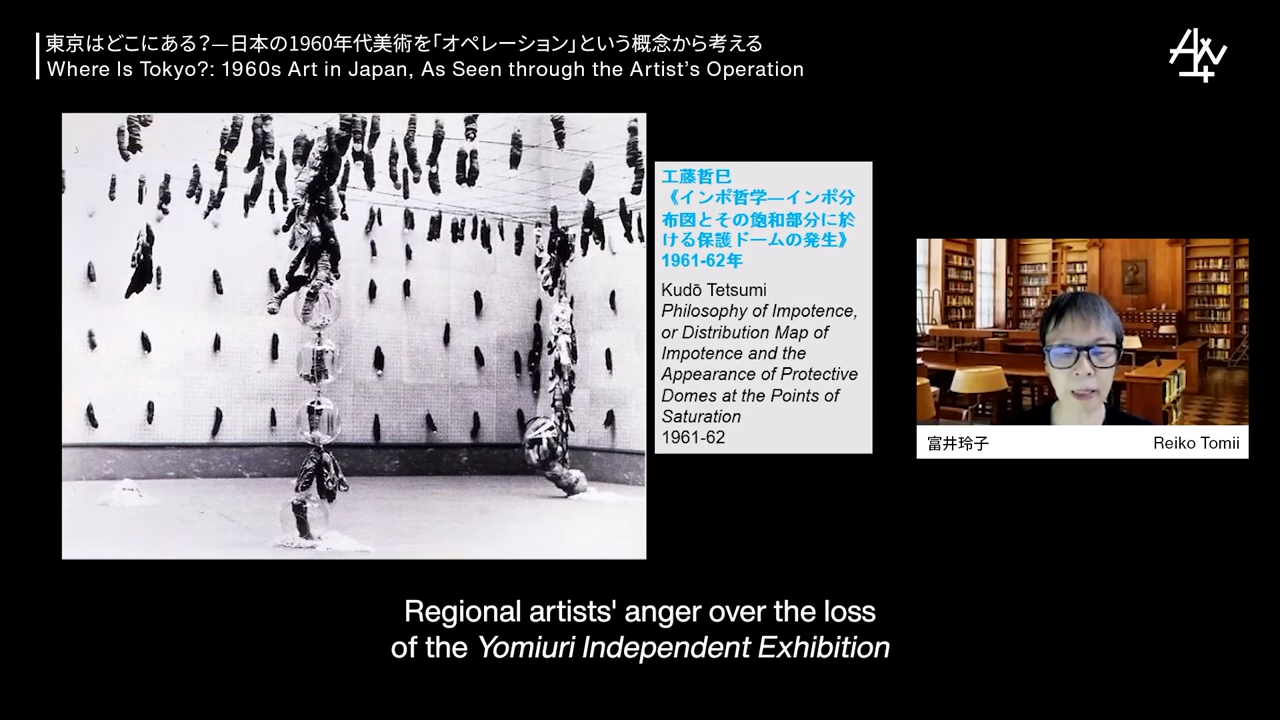 東京はどこにある？—日本の1960年代美術を「オペレーション」という概念から考える
Where Is Tokyo?: 1960s Art in Japan, As Seen through the Artist's Operation
工藤哲巳
《インポ哲学—インポ分
布図とその飽和部分に於
ける保護ドームの発生》
1961-62年
Kudō Tetsumi
Philosophy of Impotence,
or Distribution Map of
Impotence and the
Appearance of Protective
Domes at the Points of
Saturation
1961-62
富井玲子
Reiko Tomii
Regional artists' anger over the loss
of the Yomiuri Independent Exhibition